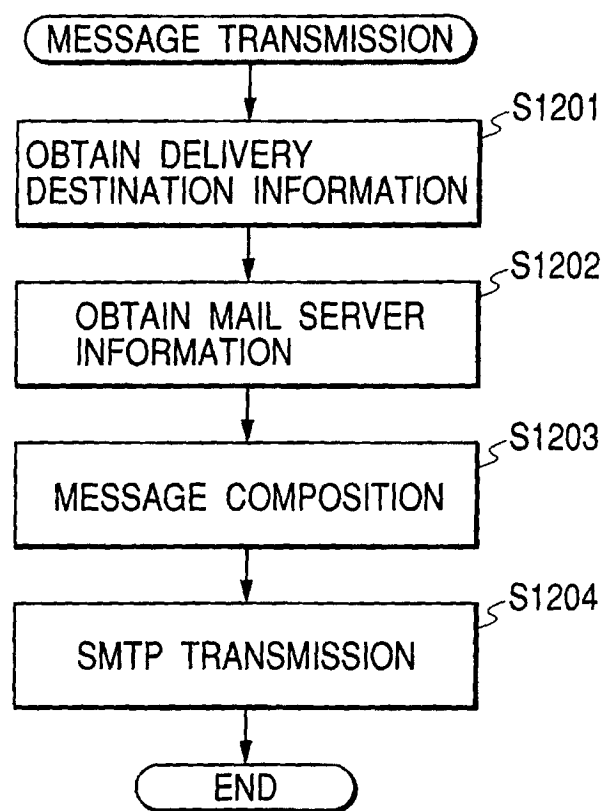 MESSAGE TRANSMISSION
S1201
OBTAIN DELIVERY
DESTINATION INFORMATION
S1202
OBTAIN MAIL SERVER
INFORMATION
S1203
MESSAGE COMPOSITION
S1204
SMTP TRANSMISSION
END